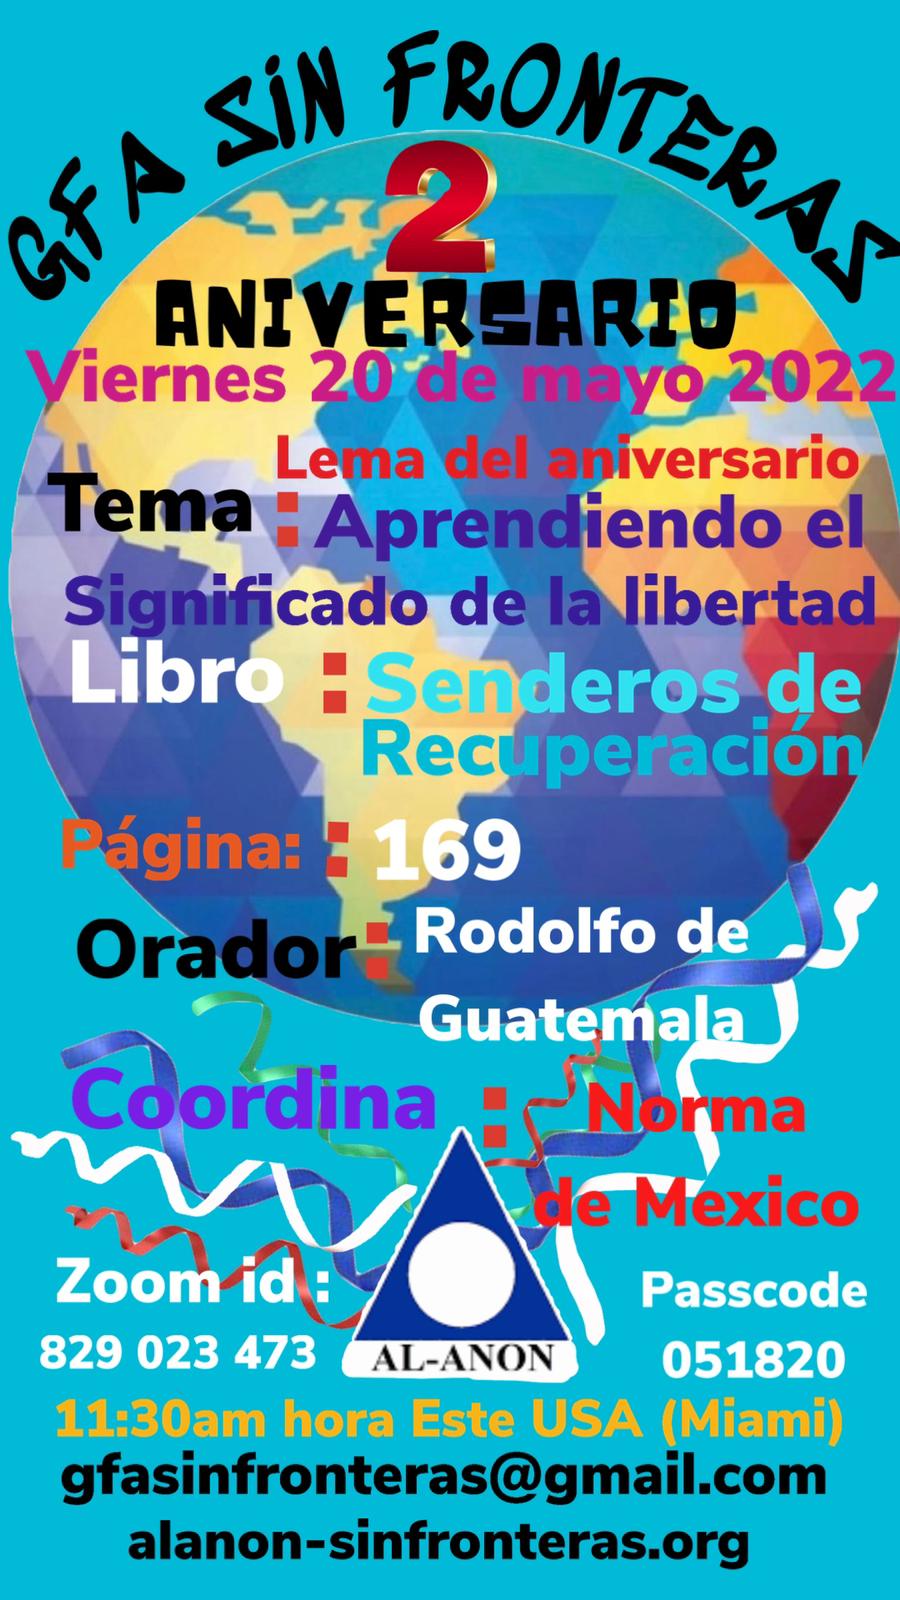 GFA SiN FRONTERAS
2
ANIVERSARIO
Viernes 20 de mayo 2022
Lema del aniversario
Tema : Aprendiendo el
Significado de la libertad
Libro : Senderos de
Recuperación
Página: : 169
Orador : Rodolfo de
Guatemala
Coordina : Norma
de Mexico
Zoom id :
829 023 473
Passcode
051820
AL-ANON
11:30am hora Este USA (Miami)
gfasinfronteras@gmail.com
alanon-sinfronteras.org